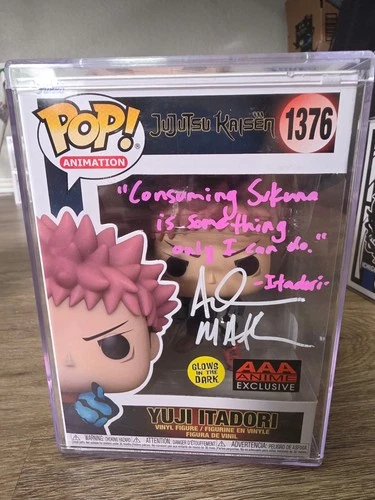 POP!
ANIMATION
JUJUTSU KAISEN
1376
"Consuming Sukuna
is something
only I can do."
-Itadori-
GLOWS
IN THE
DARK
AAA
ANIME
EXCLUSIVE
YUJI ITADORI
VINYL FIGURE / FIGURINE EN VINYLE
FIGURA DE VINIL